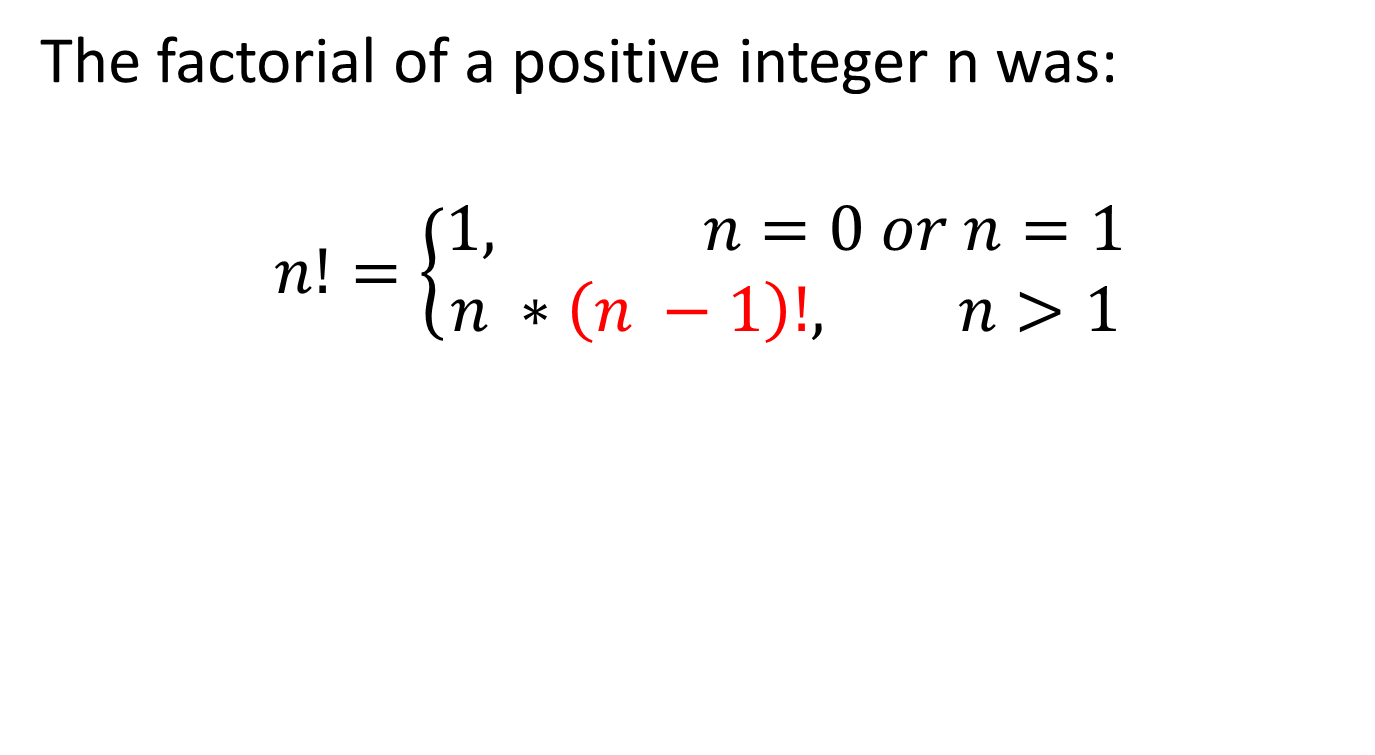 The factorial of a positive integer n was:
n! = {1, n = 0 or n = 1
n * (n − 1)!, n > 1